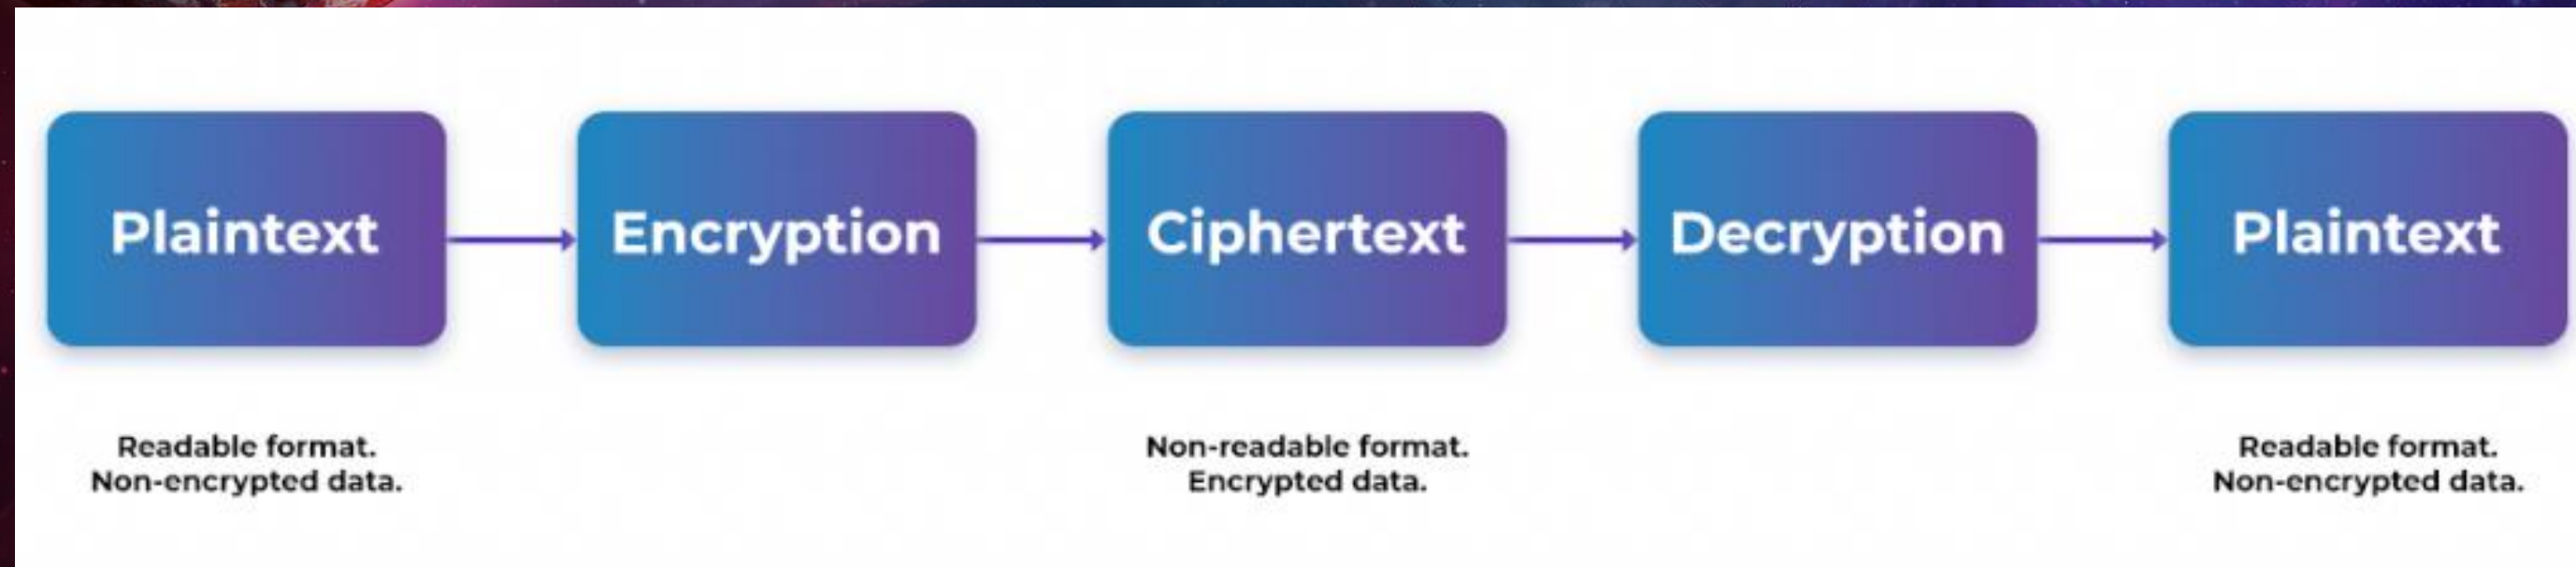 Plaintext
Encryption
Ciphertext
Decryption
Plaintext
Readable format.
Non-encrypted data.
Non-readable format.
Encrypted data.
Readable format.
Non-encrypted data.